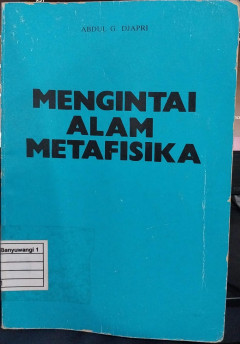 ABDUL G. DJAPRI
MENGINTAI
ALAM
METAFISIKA
Banyuwangi 1